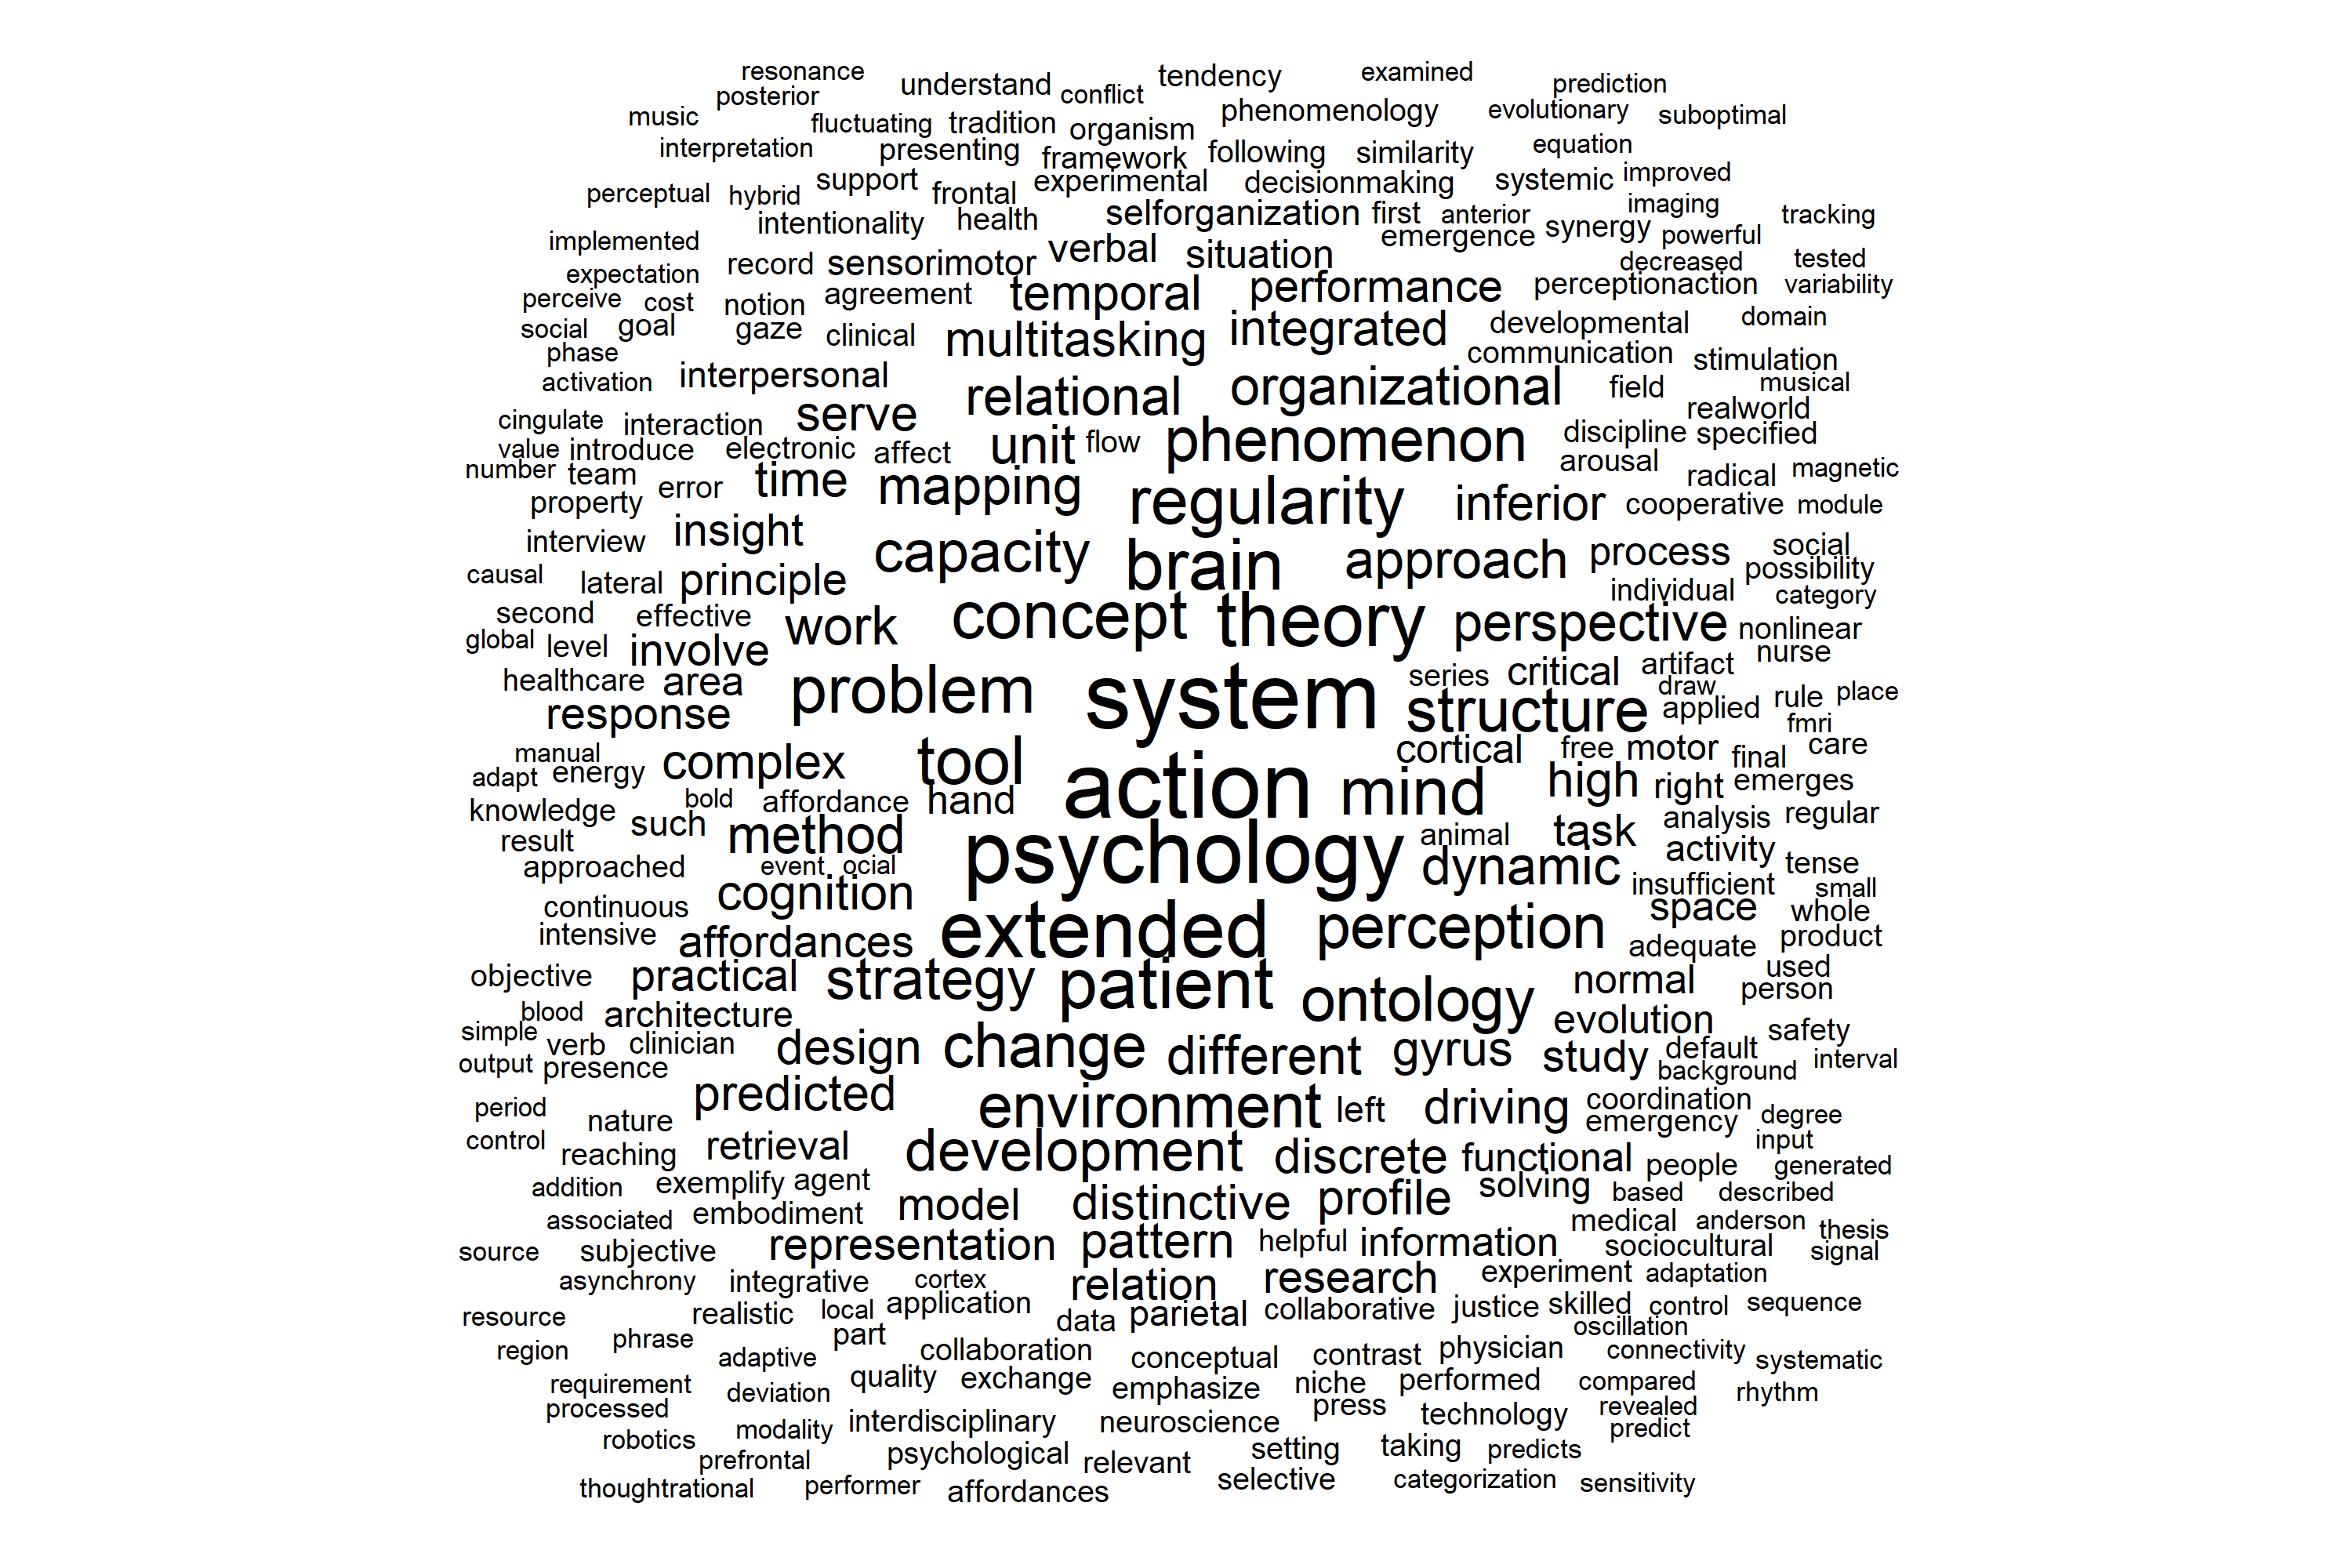 resonance understand tendency examined
posterior conflict prediction
music fluctuating tradition organism phenomenology evolutionary suboptimal
interpretation presenting framework following similarity equation
perceptual hybrid support frontal experimental decisionmaking systemic improved
intentionality health selforganization first anterior synergy imaging tracking
implemented record sensorimotor verbal situation emergence powerful
expectation decreased tested
perceive cost notion agreement temporal performance perceptionaction variability
social goal gaze clinical multitasking integrated developmental domain
phase communication stimulation
activation interpersonal relational organizational field musical
cingulate interaction serve realworld
value introduce electronic affect unit flow phenomenon discipline specified
number team time mapping arousal radical magnetic
property error regularity inferior cooperative module
interview insight capacity brain approach process social
causal lateral principle possibility
second effective work concept theory perspective individual category
global level involve nonlinear
healthcare area problem system series critical artifact nurse
response structure draw applied rule place
manual complex tool cortical free motor final fmri care
adapt energy
knowledge bold affordance hand action mind high right emerges
result such method psychology animal task analysis regular
approached event ocial dynamic activity tense
continuous cognition extended perception insufficient small
intensive affordances space whole
adequate product
objective practical strategy patient ontology normal used
blood architecture person
simple verb clinician design change different gyrus evolution safety
output presence study default background interval
period predicted environment left driving coordination degree
control nature emergency input
reaching retrieval development discrete functional people generated
addition exemplify agent model distinctive profile solving based described
associated embodiment medical anderson thesis
source subjective representation pattern helpful information sociocultural signal
asynchrony integrative cortex relation research experiment adaptation
resource realistic local application data parietal collaborative justice skilled control sequence
region phrase part oscillation
adaptive collaboration conceptual contrast physician connectivity systematic
requirement deviation quality exchange emphasize niche performed compared rhythm
processed modality interdisciplinary neuroscience press technology revealed
robotics predict
prefrontal psychological relevant setting taking predicts
thoughtrational performer affordances selective categorization sensitivity